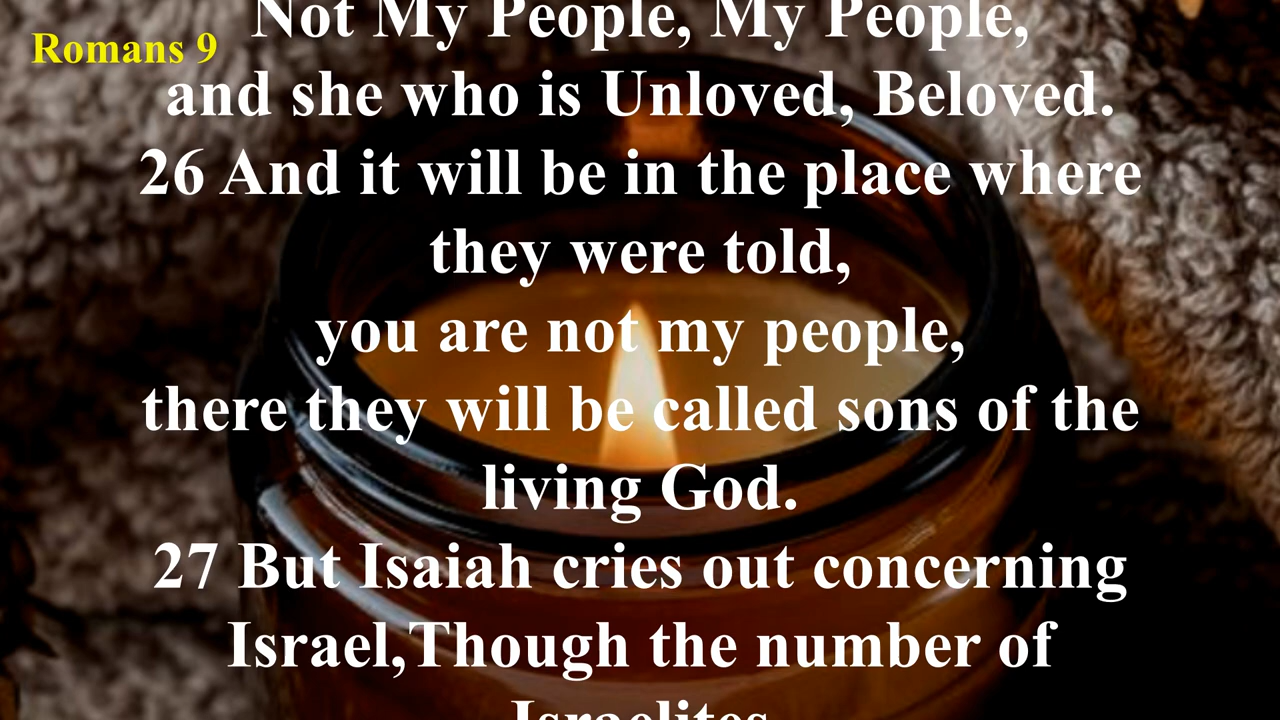 Romans 9
Not My People, My People,
and she who is Unloved, Beloved.
26 And it will be in the place where
they were told,
you are not my people,
there they will be called sons of the
living God.
27 But Isaiah cries out concerning
Israel,Though the number of
Israelites